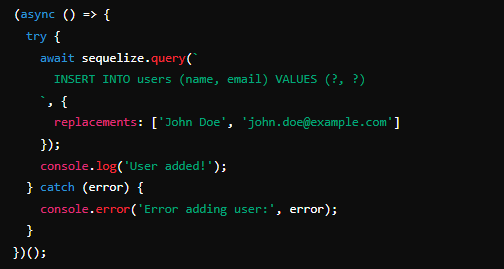 (async () => {
  try {
    await sequelize.query(`
      INSERT INTO users (name, email) VALUES (?, ?)
    `, {
      replacements: ['John Doe', 'john.doe@example.com']
    });
    console.log('User added!');
  } catch (error) {
    console.error('Error adding user:', error);
  }
})();